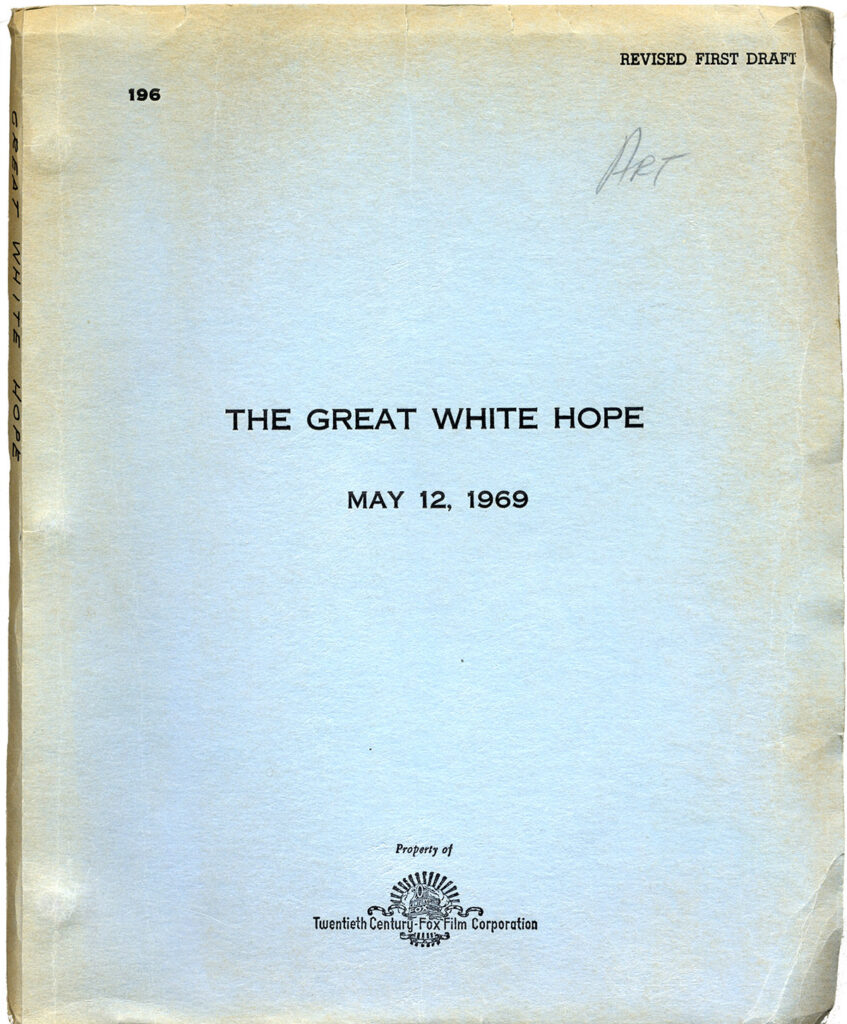 REVISED FIRST DRAFT
196
ART
GREAT WHITE HOPE
THE GREAT WHITE HOPE
MAY 12, 1969
Property of
Twentieth Century-Fox Film Corporation